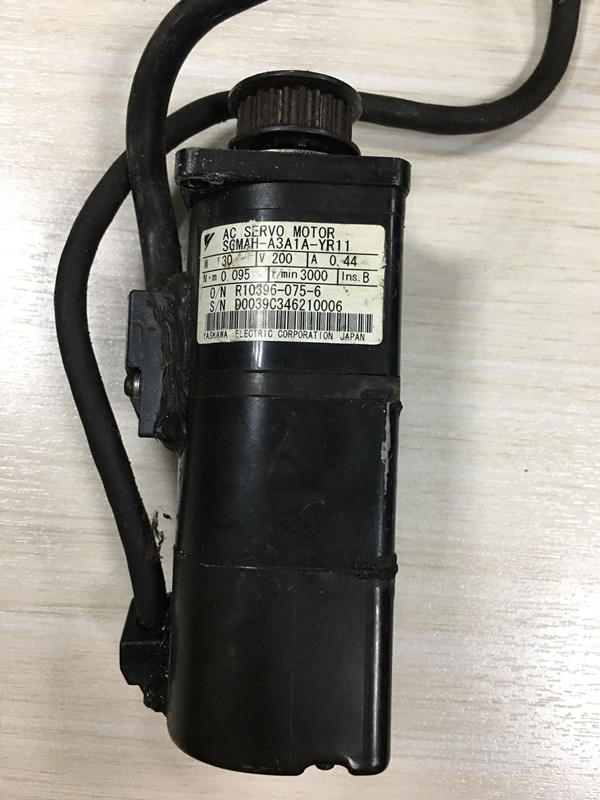 AC SERVO MOTOR
SGMAH-A3A1A-YR11
W 30 V 200 A 0.44
N·m 0.095 r/min 3000 Ins. B
O/N R10396-075-6
S/N D0039C346210006
YASKAWA ELECTRIC CORPORATION JAPAN